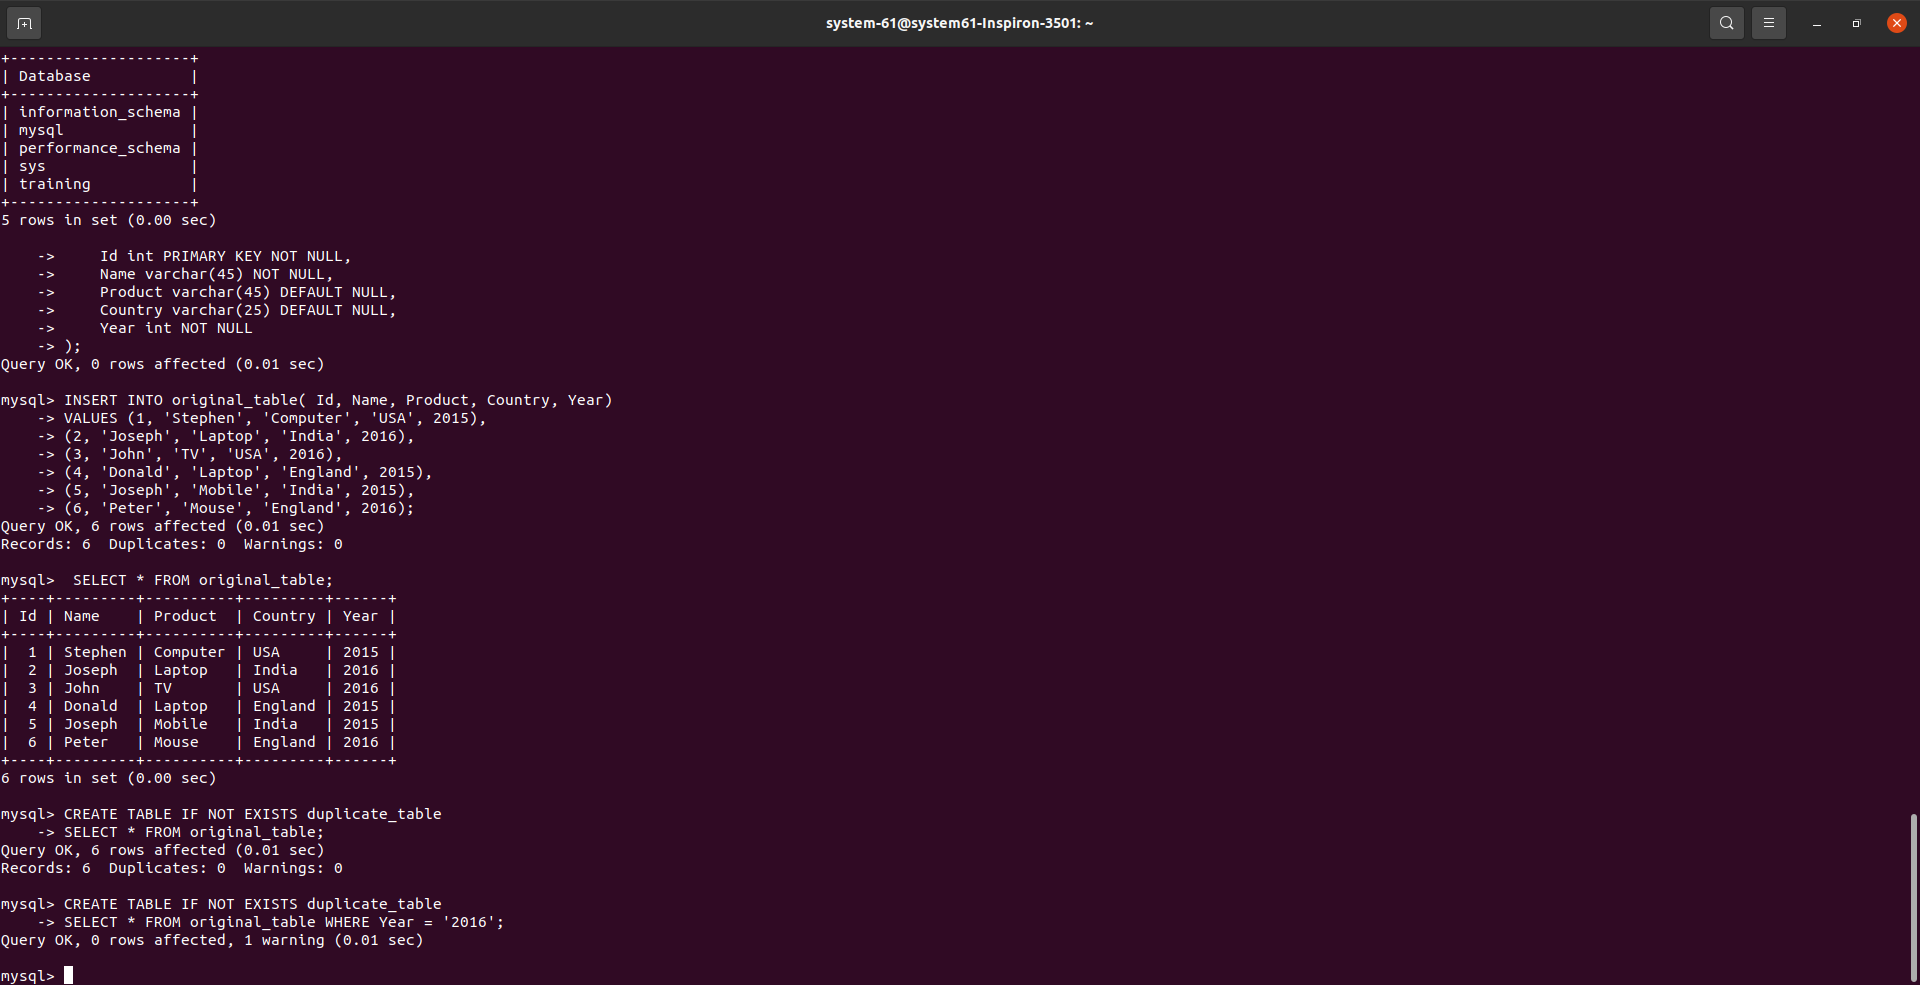 system-61@system61-Inspiron-3501: ~
+--------------------+
| Database           |
+--------------------+
| information_schema |
| mysql              |
| performance_schema |
| sys                |
| training           |
+--------------------+
5 rows in set (0.00 sec)

    ->     Id int PRIMARY KEY NOT NULL,
    ->     Name varchar(45) NOT NULL,
    ->     Product varchar(45) DEFAULT NULL,
    ->     Country varchar(25) DEFAULT NULL,
    ->     Year int NOT NULL
    -> );
Query OK, 0 rows affected (0.01 sec)

mysql> INSERT INTO original_table( Id, Name, Product, Country, Year)
    -> VALUES (1, 'Stephen', 'Computer', 'USA', 2015),
    -> (2, 'Joseph', 'Laptop', 'India', 2016),
    -> (3, 'John', 'TV', 'USA', 2016),
    -> (4, 'Donald', 'Laptop', 'England', 2015),
    -> (5, 'Joseph', 'Mobile', 'India', 2015),
    -> (6, 'Peter', 'Mouse', 'England', 2016);
Query OK, 6 rows affected (0.01 sec)
Records: 6  Duplicates: 0  Warnings: 0

mysql>  SELECT * FROM original_table;
+----+---------+----------+---------+------+
| Id | Name    | Product  | Country | Year |
+----+---------+----------+---------+------+
|  1 | Stephen | Computer | USA     | 2015 |
|  2 | Joseph  | Laptop   | India   | 2016 |
|  3 | John    | TV       | USA     | 2016 |
|  4 | Donald  | Laptop   | England | 2015 |
|  5 | Joseph  | Mobile   | India   | 2015 |
|  6 | Peter   | Mouse    | England | 2016 |
+----+---------+----------+---------+------+
6 rows in set (0.00 sec)

mysql> CREATE TABLE IF NOT EXISTS duplicate_table
    -> SELECT * FROM original_table;
Query OK, 6 rows affected (0.01 sec)
Records: 6  Duplicates: 0  Warnings: 0

mysql> CREATE TABLE IF NOT EXISTS duplicate_table
    -> SELECT * FROM original_table WHERE Year = '2016';
Query OK, 0 rows affected, 1 warning (0.01 sec)

mysql>